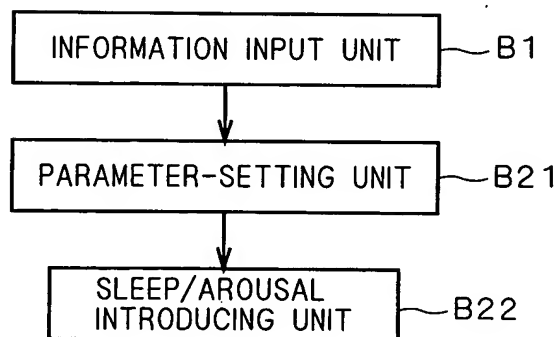 INFORMATION INPUT UNIT B1
PARAMETER-SETTING UNIT B21
SLEEP/AROUSAL
INTRODUCING UNIT B22